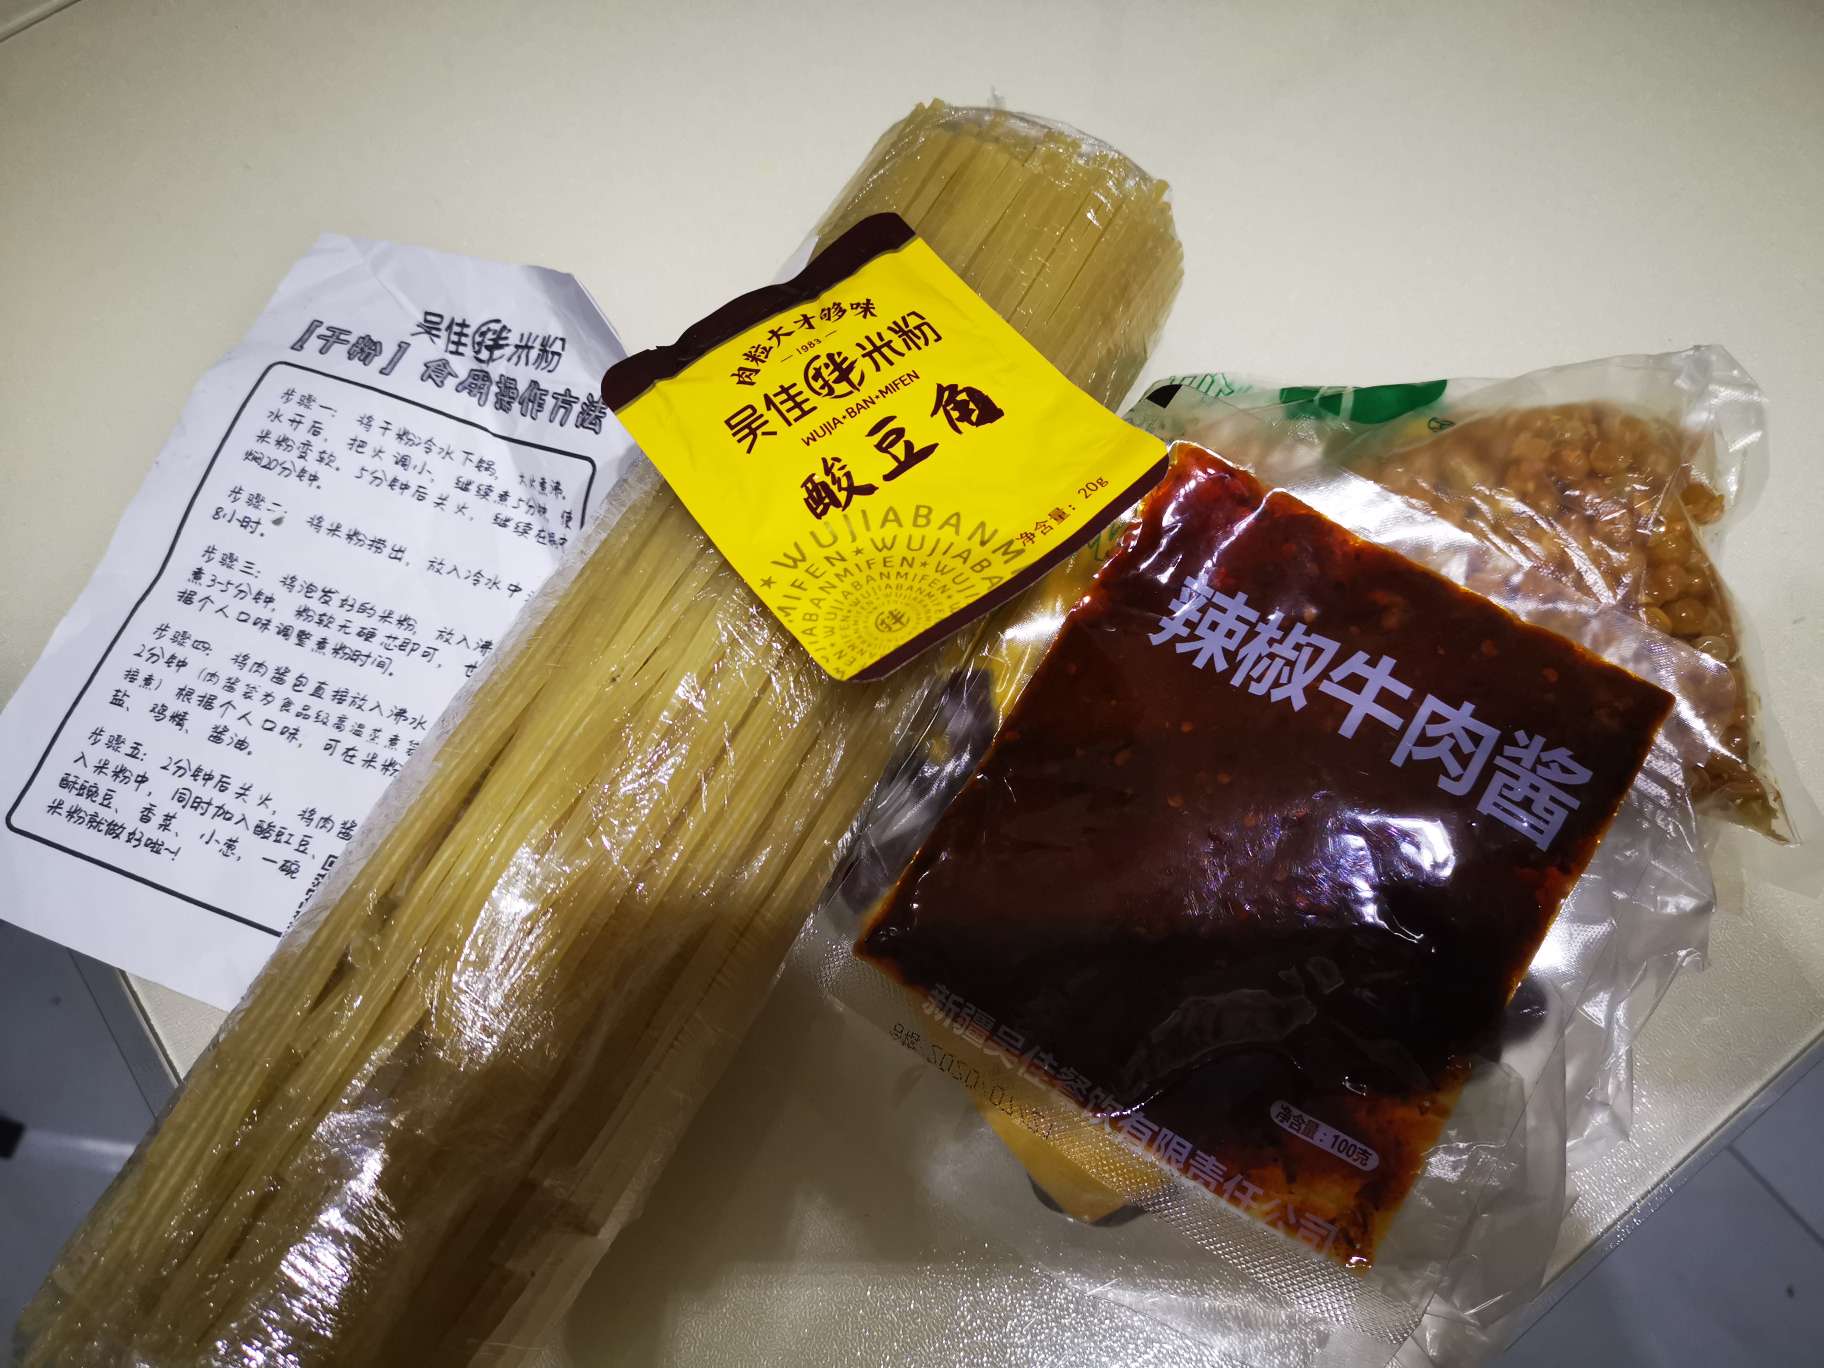 吴佳拌米粉
【干粉】食用操作方法
步骤一：将干粉冷水下锅，大火煮沸。
水开后，把火调小，继续煮5分钟，使
米粉变软。5分钟后关火，继续在锅中
焖20分钟。
步骤二：将米粉捞出，放入冷水中
8小时。
步骤三：将泡发好的米粉，放入沸
煮3-5分钟，粉软无硬芯即可，也
据个人口味调整煮粉时间。
步骤四：将肉酱包直接放入沸水
2分钟（肉酱袋为食品级高温蒸煮袋
接煮）根据个人口味，可在米粉
盐、鸡精、酱油。
步骤五：2分钟后关火，将肉酱
入米粉中，同时加入酸豇豆、
酥豌豆、香菜、小葱，一碗
米粉就做好啦~！
肉粒大才够味
1983
吴佳拌米粉
WUJIA·BAN·MIFEN
酸豆角
净含量：20g
辣椒牛肉酱
净含量：100克
新疆吴佳餐饮有限责任公司